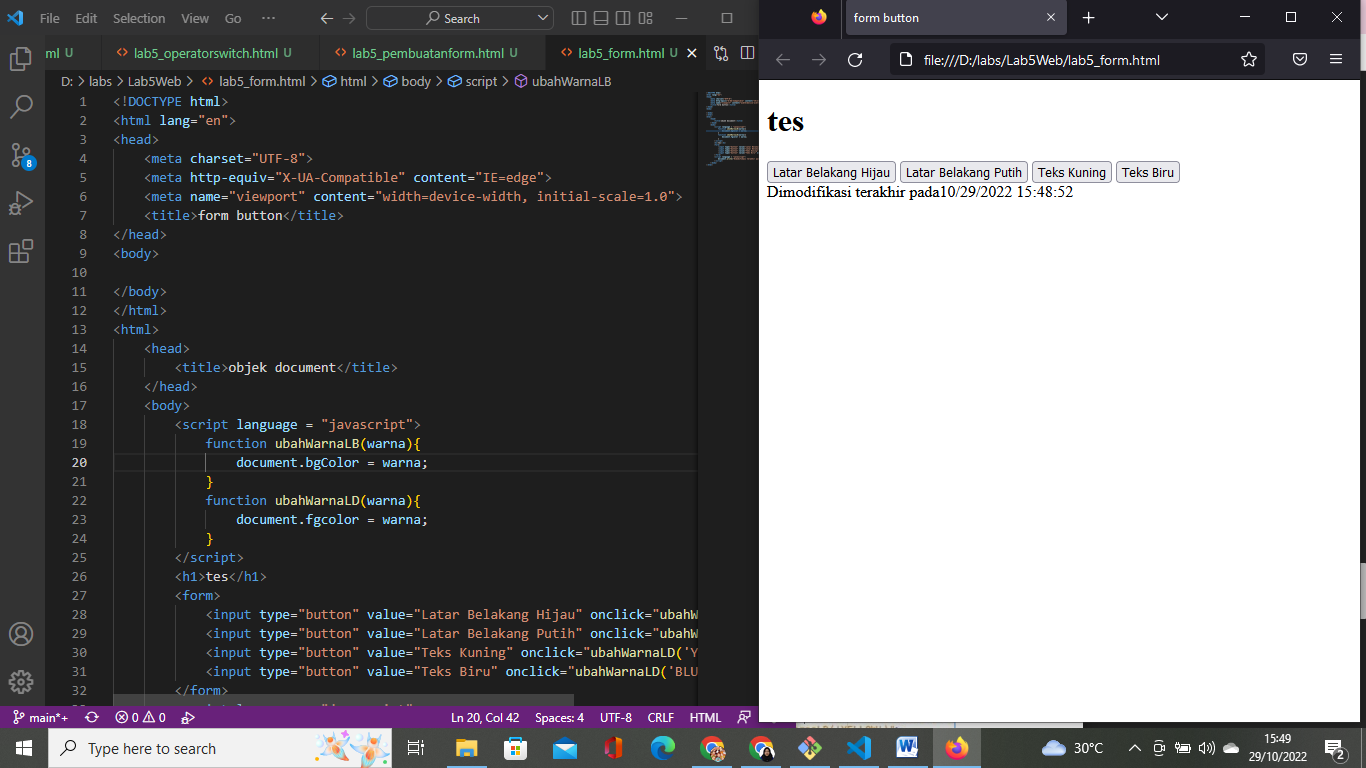 File Edit Selection View Go ··· Search
ml U lab5_operatorswitch.html U lab5_pembuatanform.html U lab5_form.html U
D: > labs > Lab5Web > lab5_form.html > html > body > script > ubahWarnaLB
1 <!DOCTYPE html>
2 <html lang="en">
3 <head>
4 <meta charset="UTF-8">
5 <meta http-equiv="X-UA-Compatible" content="IE=edge">
6 <meta name="viewport" content="width=device-width, initial-scale=1.0">
7 <title>form button</title>
8 </head>
9 <body>
10
11 </body>
12 </html>
13 <html>
14 <head>
15 <title>objek document</title>
16 </head>
17 <body>
18 <script language = "javascript">
19 function ubahWarnaLB(warna){
20 document.bgColor = warna;
21 }
22 function ubahWarnaLD(warna){
23 document.fgcolor = warna;
24 }
25 </script>
26 <h1>tes</h1>
27 <form>
28 <input type="button" value="Latar Belakang Hijau" onclick="ubahW
29 <input type="button" value="Latar Belakang Putih" onclick="ubahW
30 <input type="button" value="Teks Kuning" onclick="ubahWarnaLD('Y
31 <input type="button" value="Teks Biru" onclick="ubahWarnaLD('BLU
32 </form>
8
main*+ 0 0 Ln 20, Col 42 Spaces: 4 UTF-8 CRLF HTML
form button
file:///D:/labs/Lab5Web/lab5_form.html
tes
Latar Belakang Hijau Latar Belakang Putih Teks Kuning Teks Biru
Dimodifikasi terakhir pada10/29/2022 15:48:52
Type here to search
30°C
15:49
29/10/2022
2